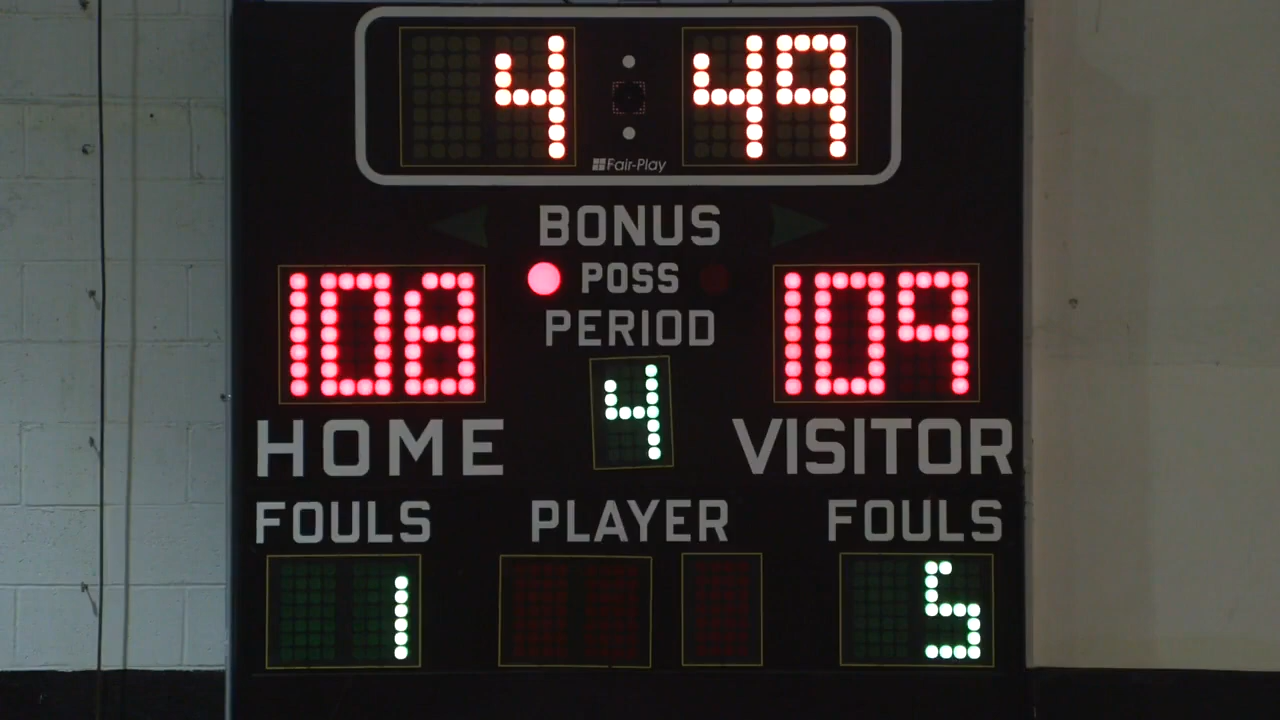 4 49
Fair-Play
BONUS
108 POSS 109
PERIOD
4
HOME VISITOR
FOULS PLAYER FOULS
1 5